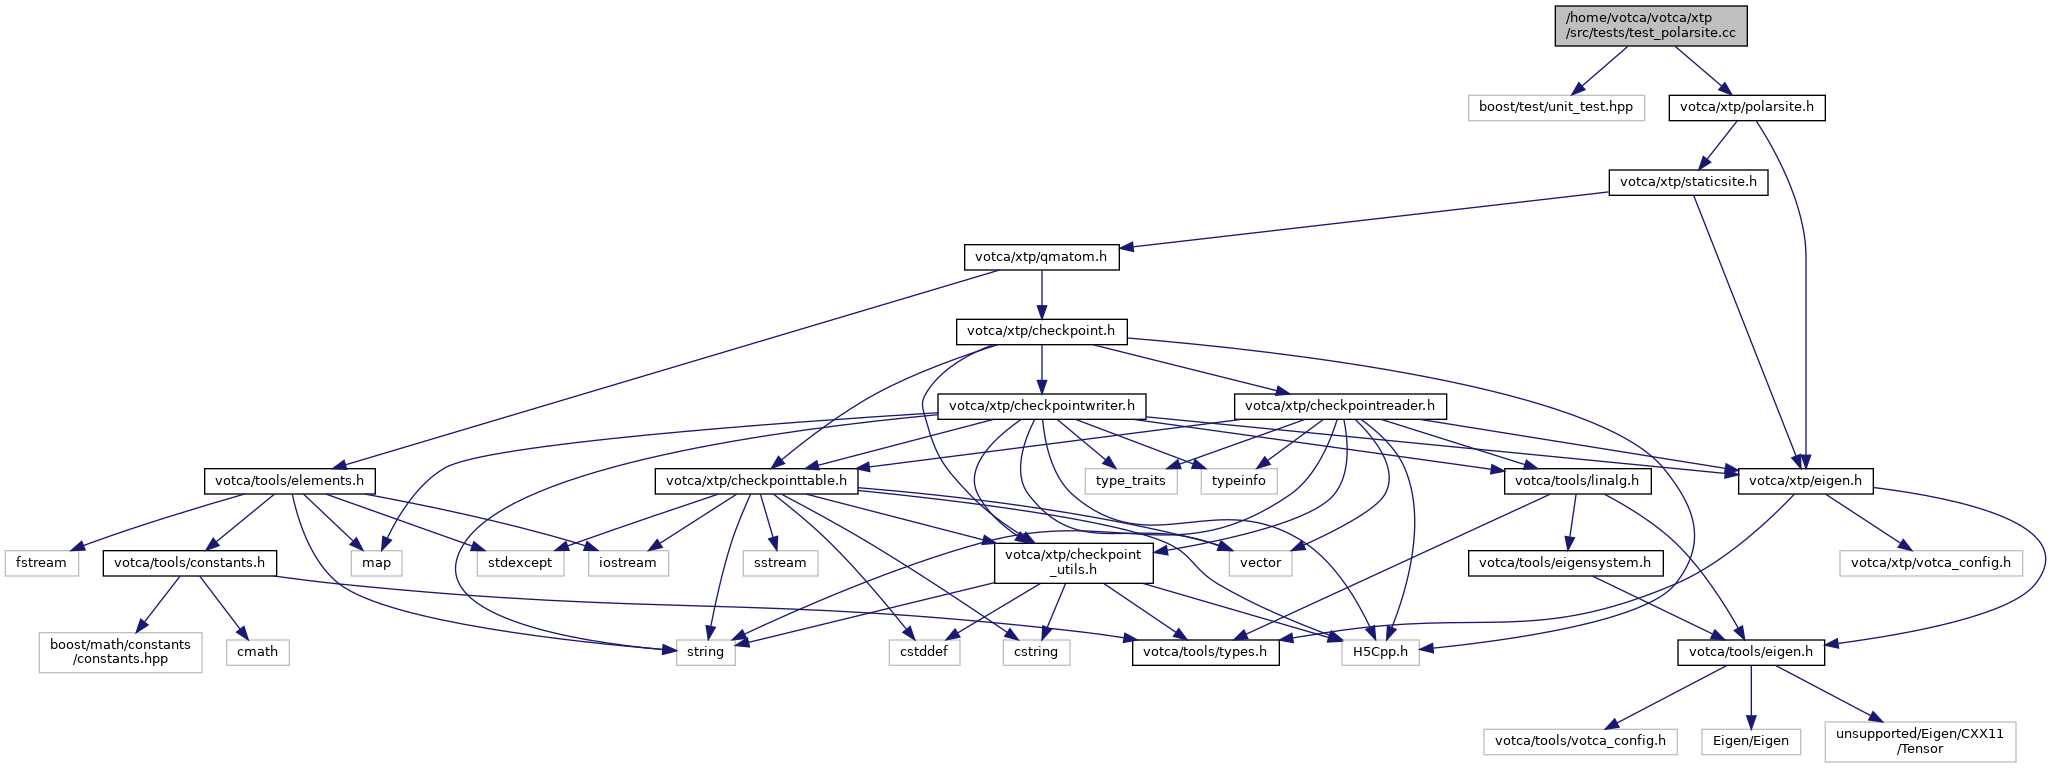 /home/votca/votca/xtp
/src/tests/test_polarsite.cc
boost/test/unit_test.hpp
votca/xtp/polarsite.h
votca/xtp/staticsite.h
votca/xtp/qmatom.h
votca/xtp/checkpoint.h
votca/xtp/checkpointwriter.h
votca/xtp/checkpointreader.h
votca/tools/elements.h
votca/xtp/checkpointtable.h
type_traits
typeinfo
votca/tools/linalg.h
votca/xtp/eigen.h
fstream
votca/tools/constants.h
map
stdexcept
iostream
sstream
votca/xtp/checkpoint
_utils.h
vector
votca/tools/eigensystem.h
votca/xtp/votca_config.h
boost/math/constants
/constants.hpp
cmath
string
cstddef
cstring
votca/tools/types.h
H5Cpp.h
votca/tools/eigen.h
votca/tools/votca_config.h
Eigen/Eigen
unsupported/Eigen/CXX11
/Tensor